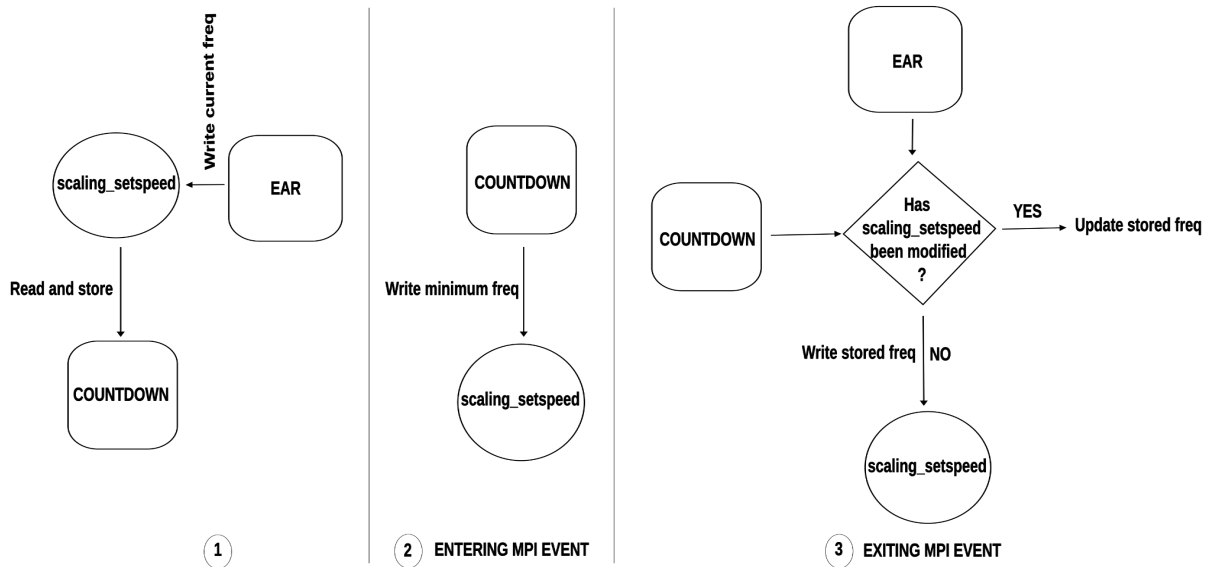 Write current freq
scaling_setspeed
EAR
Read and store
COUNTDOWN
1
COUNTDOWN
Write minimum freq
scaling_setspeed
2 ENTERING MPI EVENT
EAR
COUNTDOWN
Has
scaling_setspeed
been modified
?
YES
Update stored freq
Write stored freq
NO
scaling_setspeed
3 EXITING MPI EVENT